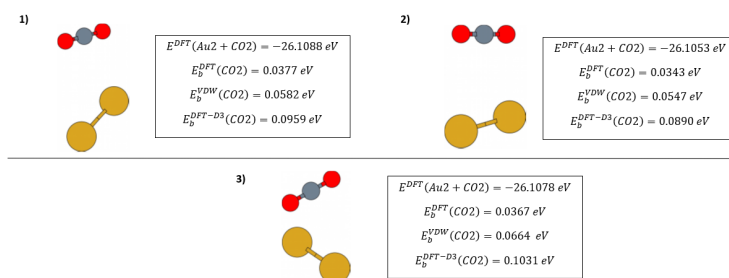 1)
E^{DFT}(Au2 + CO2) = −26.1088 eV
E_b^{DFT}(CO2) = 0.0377 eV
E_b^{VDW}(CO2) = 0.0582 eV
E_b^{DFT−D3}(CO2) = 0.0959 eV
2)
E^{DFT}(Au2 + CO2) = −26.1053 eV
E_b^{DFT}(CO2) = 0.0343 eV
E_b^{VDW}(CO2) = 0.0547 eV
E_b^{DFT−D3}(CO2) = 0.0890 eV
3)
E^{DFT}(Au2 + CO2) = −26.1078 eV
E_b^{DFT}(CO2) = 0.0367 eV
E_b^{VDW}(CO2) = 0.0664 eV
E_b^{DFT−D3}(CO2) = 0.1031 eV